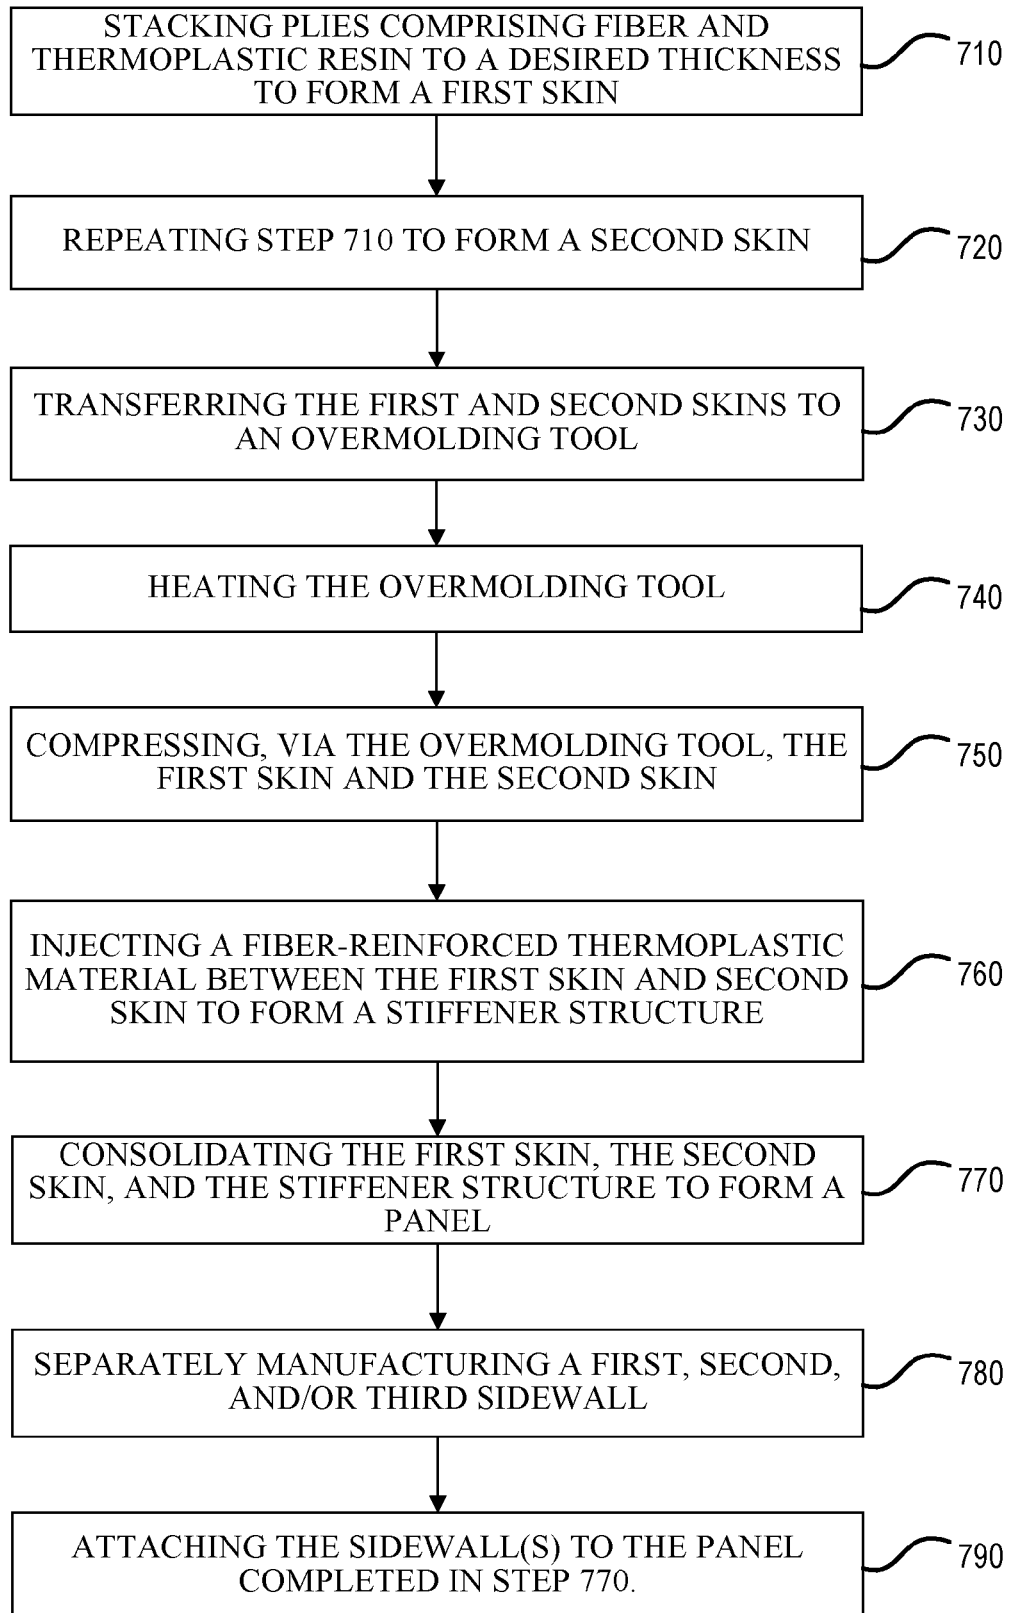 STACKING PLIES COMPRISING FIBER AND
THERMOPLASTIC RESIN TO A DESIRED THICKNESS
TO FORM A FIRST SKIN
710
REPEATING STEP 710 TO FORM A SECOND SKIN
720
TRANSFERRING THE FIRST AND SECOND SKINS TO
AN OVERMOLDING TOOL
730
HEATING THE OVERMOLDING TOOL
740
COMPRESSING, VIA THE OVERMOLDING TOOL, THE
FIRST SKIN AND THE SECOND SKIN
750
INJECTING A FIBER-REINFORCED THERMOPLASTIC
MATERIAL BETWEEN THE FIRST SKIN AND SECOND
SKIN TO FORM A STIFFENER STRUCTURE
760
CONSOLIDATING THE FIRST SKIN, THE SECOND
SKIN, AND THE STIFFENER STRUCTURE TO FORM A
PANEL
770
SEPARATELY MANUFACTURING A FIRST, SECOND,
AND/OR THIRD SIDEWALL
780
ATTACHING THE SIDEWALL(S) TO THE PANEL
COMPLETED IN STEP 770.
790